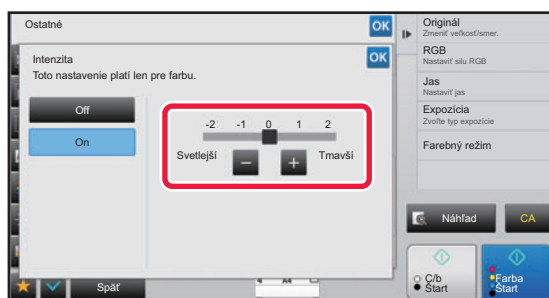 Ostatné
OK
Intenzita
OK
Toto nastavenie platí len pre farbu.
Off
On
-2 -1 0 1 2
Svetlejší - + Tmavší
Späť
A4
Originál
Zmeniť veľkosť/smer.
RGB
Nastaviť silu RGB
Jas
Nastaviť jas
Expozícia
Zvoľte typ expozície
Farebný režim
Náhľad
CA
Č/b
Štart
Farba
Štart